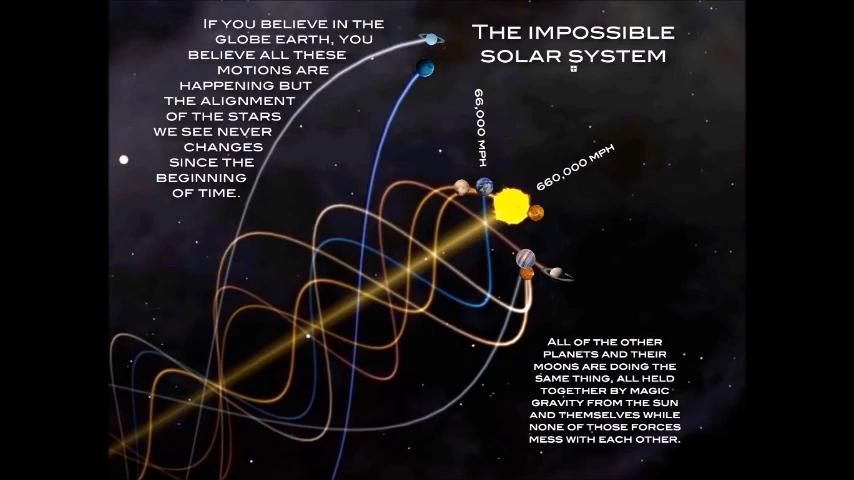 IF YOU BELIEVE IN THE
GLOBE EARTH, YOU
BELIEVE ALL THESE
MOTIONS ARE
HAPPENING BUT
THE ALIGNMENT
OF THE STARS
WE SEE NEVER
CHANGES
SINCE THE
BEGINNING
OF TIME.
THE IMPOSSIBLE
SOLAR SYSTEM
66,000 MPH
660,000 MPH
ALL OF THE OTHER
PLANETS AND THEIR
MOONS ARE DOING THE
SAME THING, ALL HELD
TOGETHER BY MAGIC
GRAVITY FROM THE SUN
AND THEMSELVES WHILE
NONE OF THOSE FORCES
MESS WITH EACH OTHER.